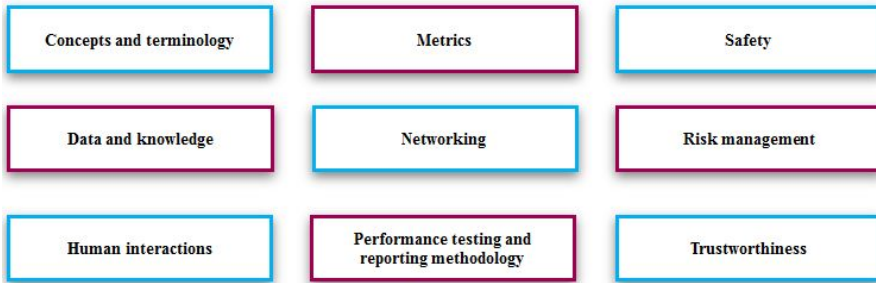 Concepts and terminology
Metrics
Safety
Data and knowledge
Networking
Risk management
Human interactions
Performance testing and
reporting methodology
Trustworthiness